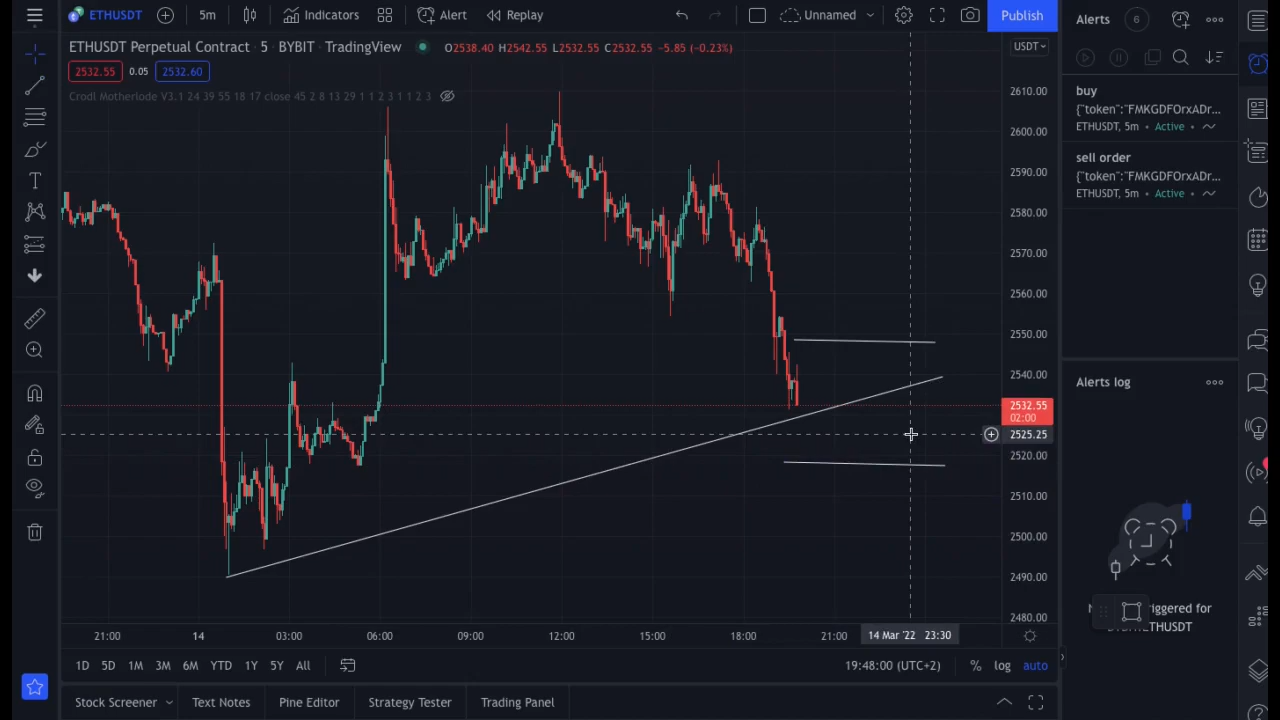 ETHUSDT 5m Indicators Alert Replay Unnamed Publish
ETHUSDT Perpetual Contract · 5 · BYBIT · TradingView O2538.40 H2542.55 L2532.55 C2532.55 −5.85 (−0.23%)
2532.55 0.05 2532.60
Crodl Motherlode V3.1 24 39 55 18 17 close 45 2 8 13 29 1 1 2 3 1 1 2 3
USDT
2610.00
2600.00
2590.00
2580.00
2570.00
2560.00
2550.00
2540.00
2532.55
02:00
2525.25
2520.00
2510.00
2500.00
2490.00
2480.00
21:00 14 03:00 06:00 09:00 12:00 15:00 18:00 21:00 14 Mar '22 23:30
1D 5D 1M 3M 6M YTD 1Y 5Y All 19:48:00 (UTC+2) % log auto
Stock Screener Text Notes Pine Editor Strategy Tester Trading Panel
Alerts 6
buy
{"token":"FMKGDFOrxADr...
ETHUSDT, 5m • Active •
sell order
{"token":"FMKGDFOrxADr...
ETHUSDT, 5m • Active •
Alerts log
iggered for
ETHUSDT